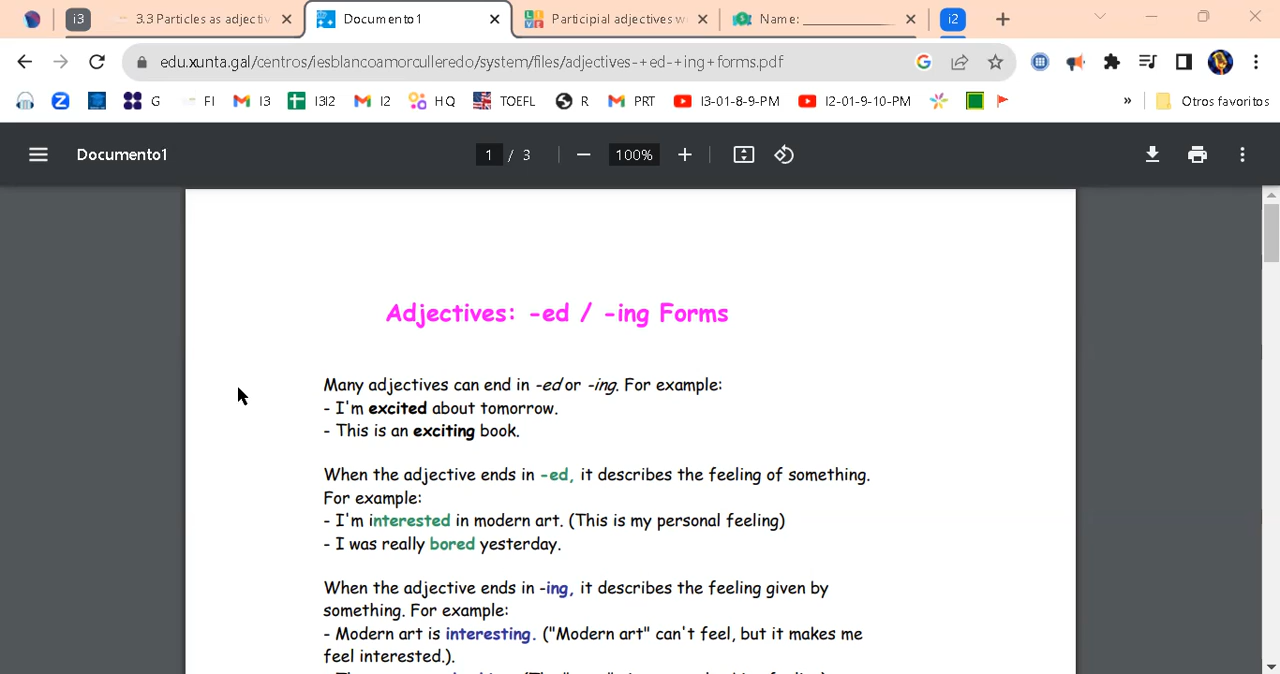 i3 3.3 Particles as adjecti Documento1 Participial adjectives w Name: ______________ i2
edu.xunta.gal/centros/iesblancoamorculleredo/system/files/adjectives-+ed-+ing+forms.pdf
G FI I3 I3I2 I2 HQ TOEFL R PRT I3-01-8-9-PM I2-01-9-10-PM » Otros favoritos
Documento1 1 / 3 100%
Adjectives: -ed / -ing Forms
Many adjectives can end in -ed or -ing. For example:
- I'm excited about tomorrow.
- This is an exciting book.
When the adjective ends in -ed, it describes the feeling of something.
For example:
- I'm interested in modern art. (This is my personal feeling)
- I was really bored yesterday.
When the adjective ends in -ing, it describes the feeling given by
something. For example:
- Modern art is interesting. ("Modern art" can't feel, but it makes me
feel interested.).